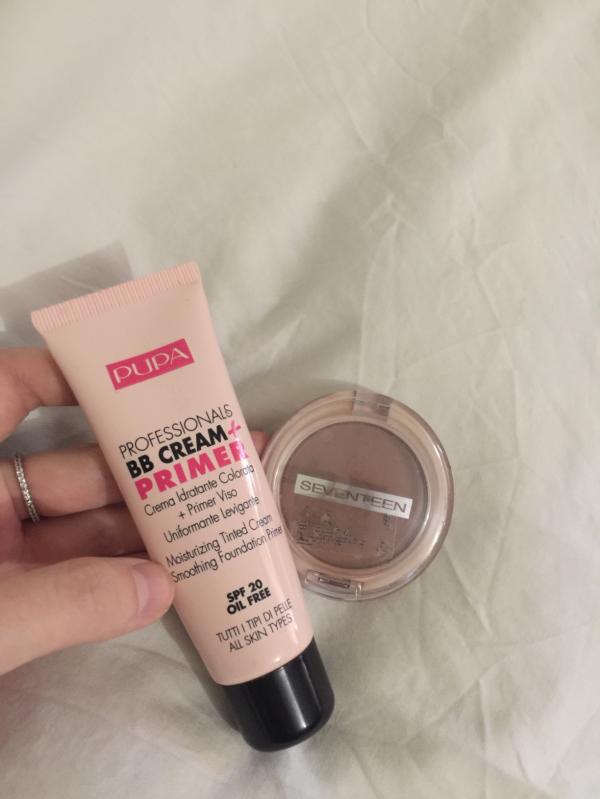 PUPA
PROFESSIONALS
BB CREAM+
PRIMER
Crema Idratante Colorata
+ Primer Viso
Uniformante Levigante
Moisturizing Tinted Cream
Smoothing Foundation Primer
SPF 20
OIL FREE
TUTTI I TIPI DI PELLE
ALL SKIN TYPES
SEVENTEEN